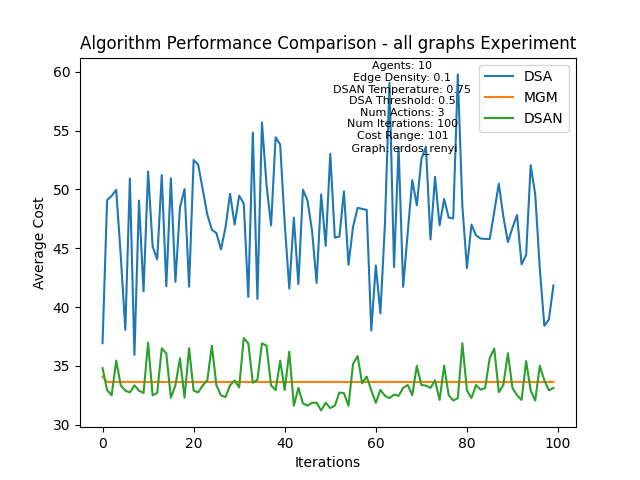 Algorithm Performance Comparison - all graphs Experiment
Agents: 10
Edge Density: 0.1
DSAN Temperature: 0.75
DSA Threshold: 0.5
Num Actions: 3
Num Iterations: 100
Cost Range: 101
Graph: erdos_renyi
DSA
MGM
DSAN
60
55
50
45
40
35
30
Average Cost
0
20
40
60
80
100
Iterations